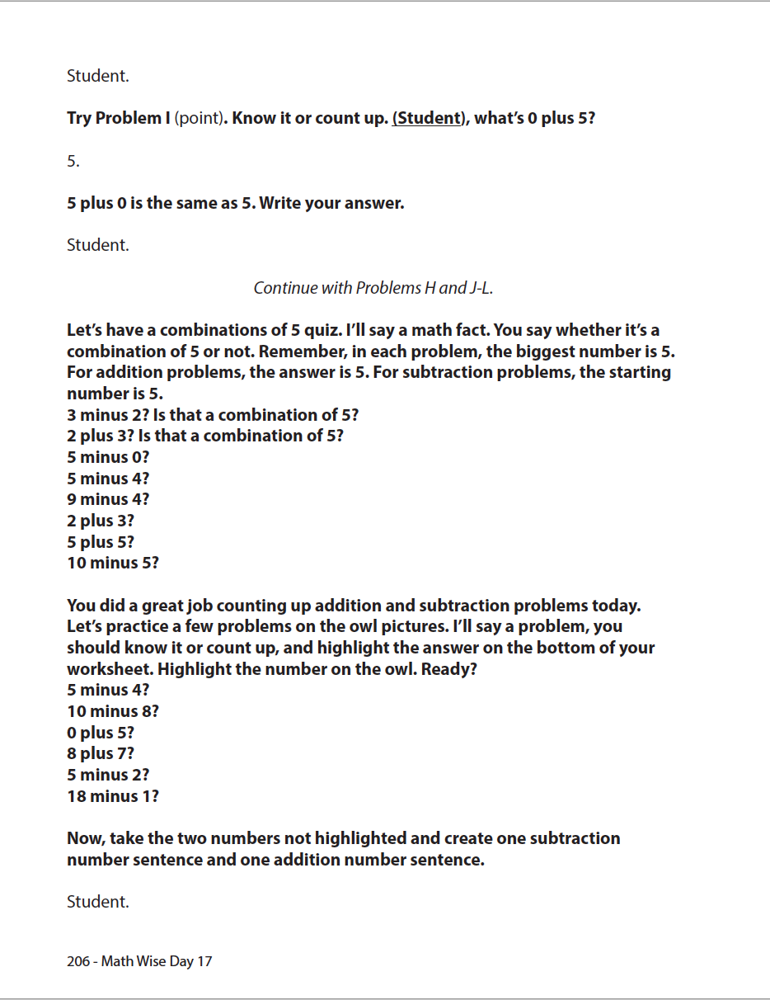 Student.
Try Problem I (point). Know it or count up. (Student), what’s 0 plus 5?
5.
5 plus 0 is the same as 5. Write your answer.
Student.
Continue with Problems H and J-L.
Let’s have a combinations of 5 quiz. I’ll say a math fact. You say whether it’s a
combination of 5 or not. Remember, in each problem, the biggest number is 5.
For addition problems, the answer is 5. For subtraction problems, the starting
number is 5.
3 minus 2? Is that a combination of 5?
2 plus 3? Is that a combination of 5?
5 minus 0?
5 minus 4?
9 minus 4?
2 plus 3?
5 plus 5?
10 minus 5?
You did a great job counting up addition and subtraction problems today.
Let’s practice a few problems on the owl pictures. I’ll say a problem, you
should know it or count up, and highlight the answer on the bottom of your
worksheet. Highlight the number on the owl. Ready?
5 minus 4?
10 minus 8?
0 plus 5?
8 plus 7?
5 minus 2?
18 minus 1?
Now, take the two numbers not highlighted and create one subtraction
number sentence and one addition number sentence.
Student.
206 - Math Wise Day 17